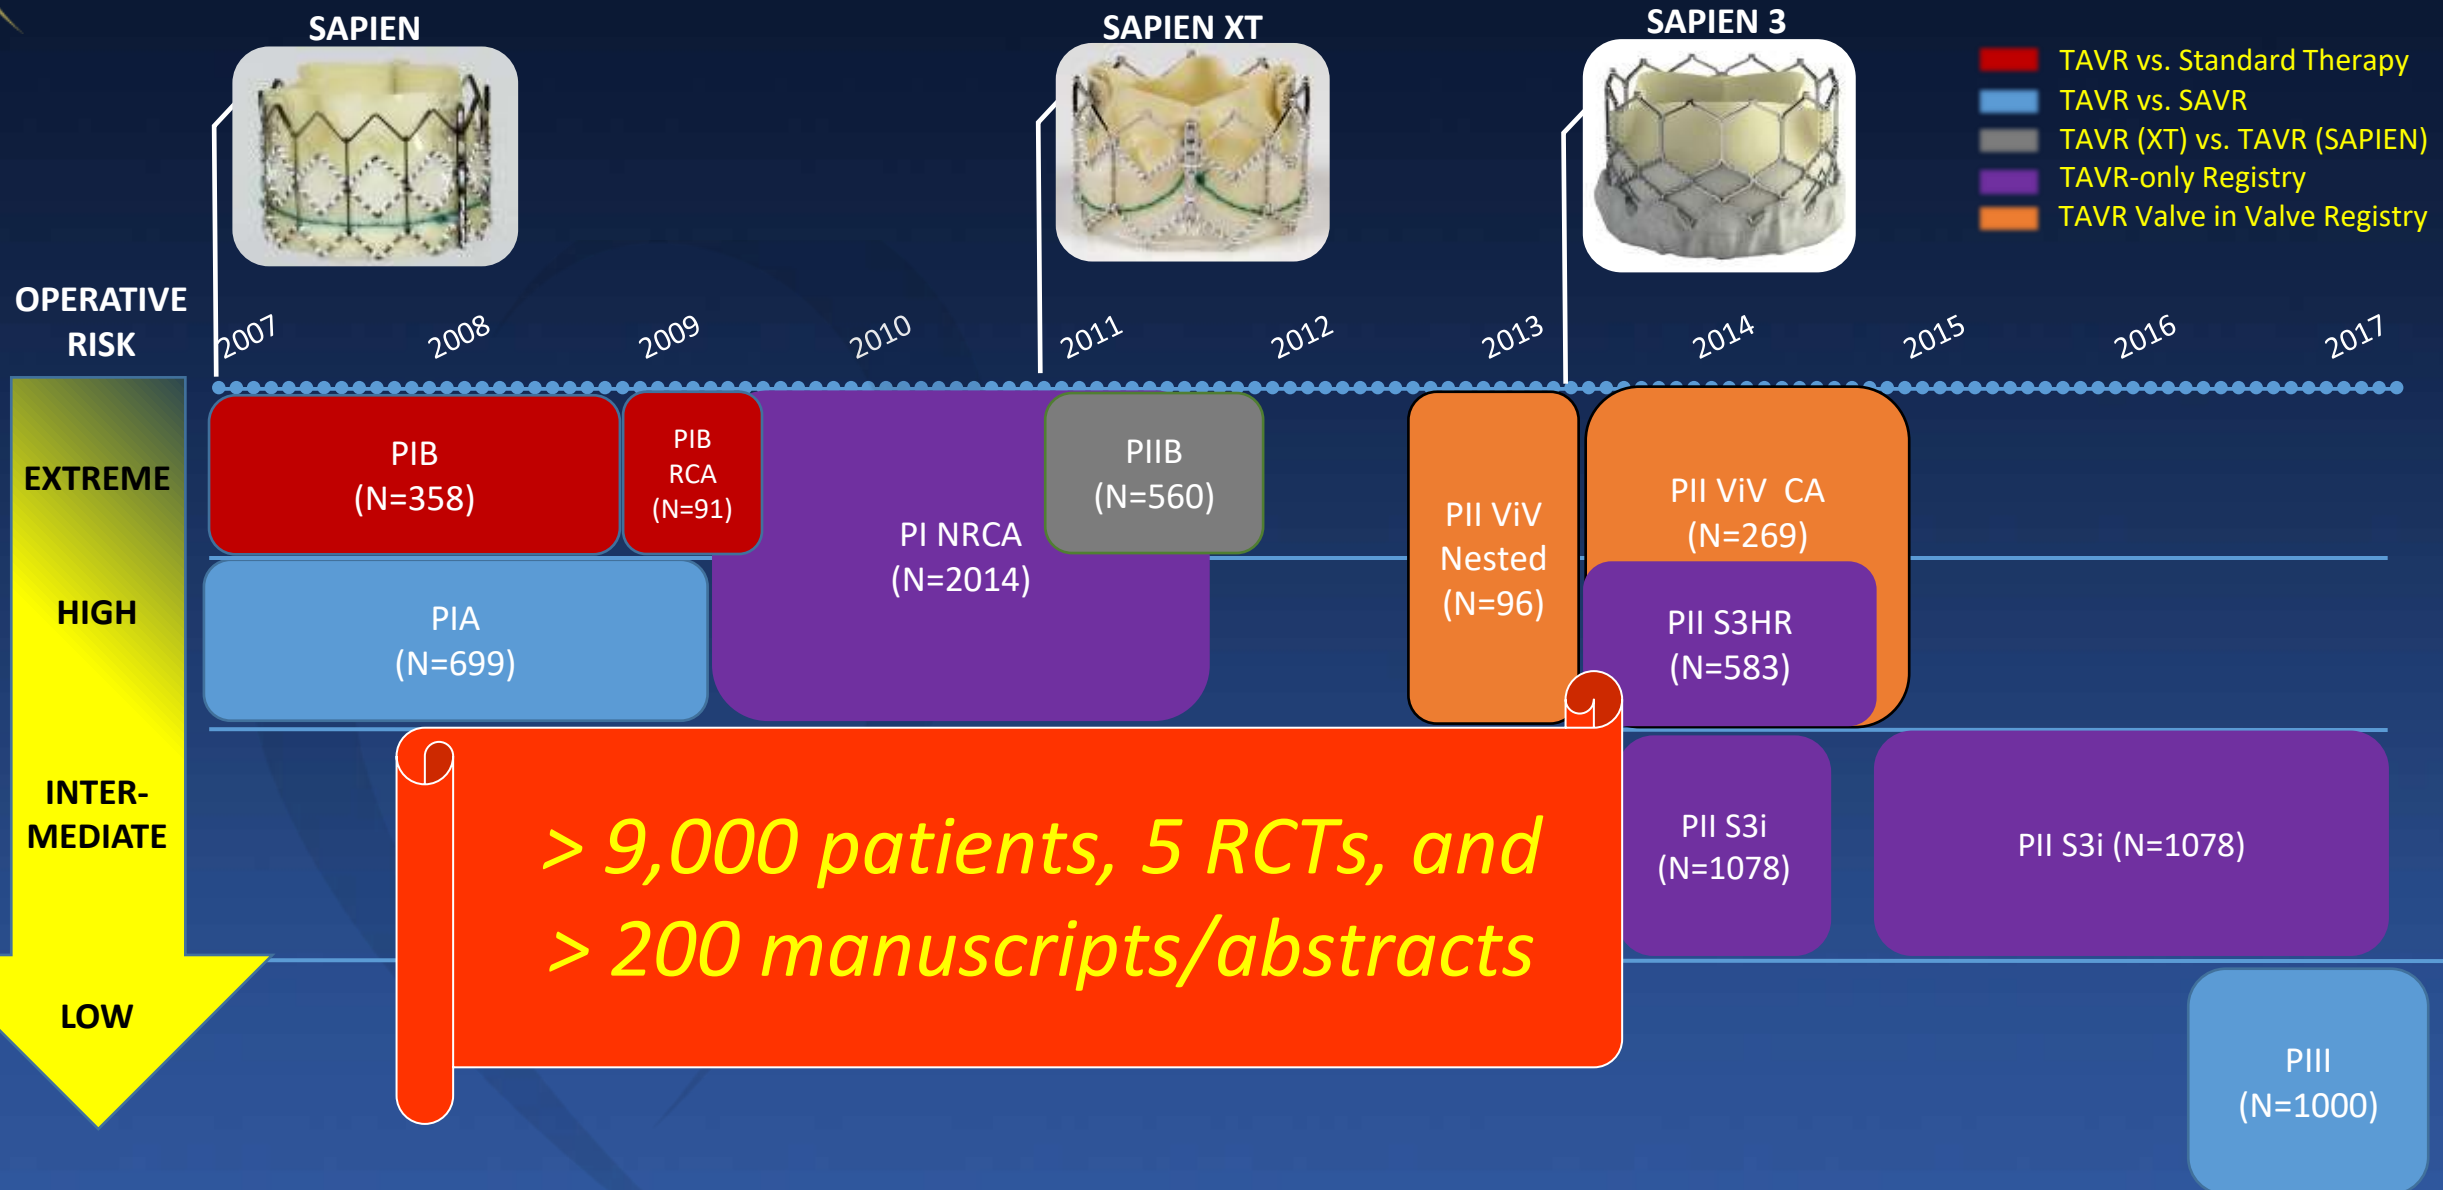 SAPIEN
SAPIEN XT
SAPIEN 3
TAVR vs. Standard Therapy
TAVR vs. SAVR
TAVR (XT) vs. TAVR (SAPIEN)
TAVR-only Registry
TAVR Valve in Valve Registry
OPERATIVE
RISK
2007
2008
2009
2010
2011
2012
2013
2014
2015
2016
2017
EXTREME
PIB
(N=358)
PIB
RCA
(N=91)
PI NRCA
(N=2014)
PIIB
(N=560)
PII ViV
Nested
(N=96)
PII ViV CA
(N=269)
HIGH
PIA
(N=699)
PII S3HR
(N=583)
INTER-
MEDIATE
> 9,000 patients, 5 RCTs, and
> 200 manuscripts/abstracts
PII S3i
(N=1078)
PII S3i (N=1078)
LOW
PIII
(N=1000)